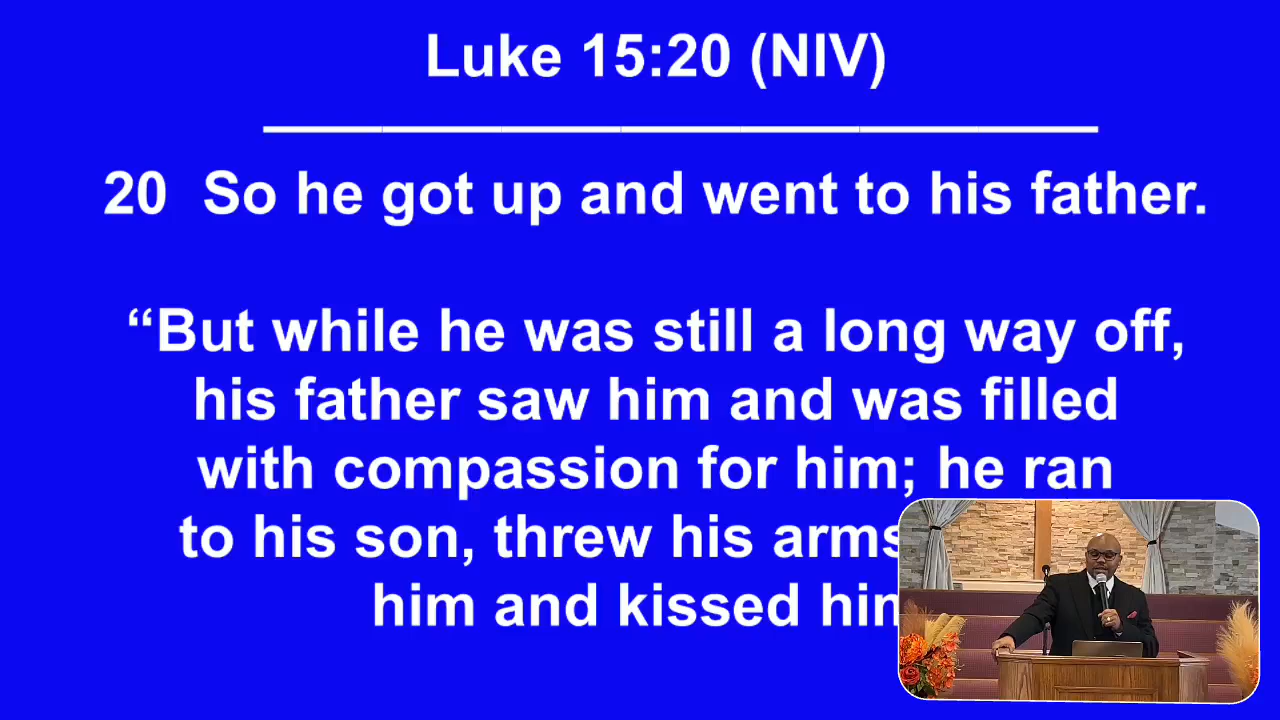 Luke 15:20 (NIV)
20 So he got up and went to his father.
“But while he was still a long way off,
his father saw him and was filled
with compassion for him; he ran
to his son, threw his arms
him and kissed